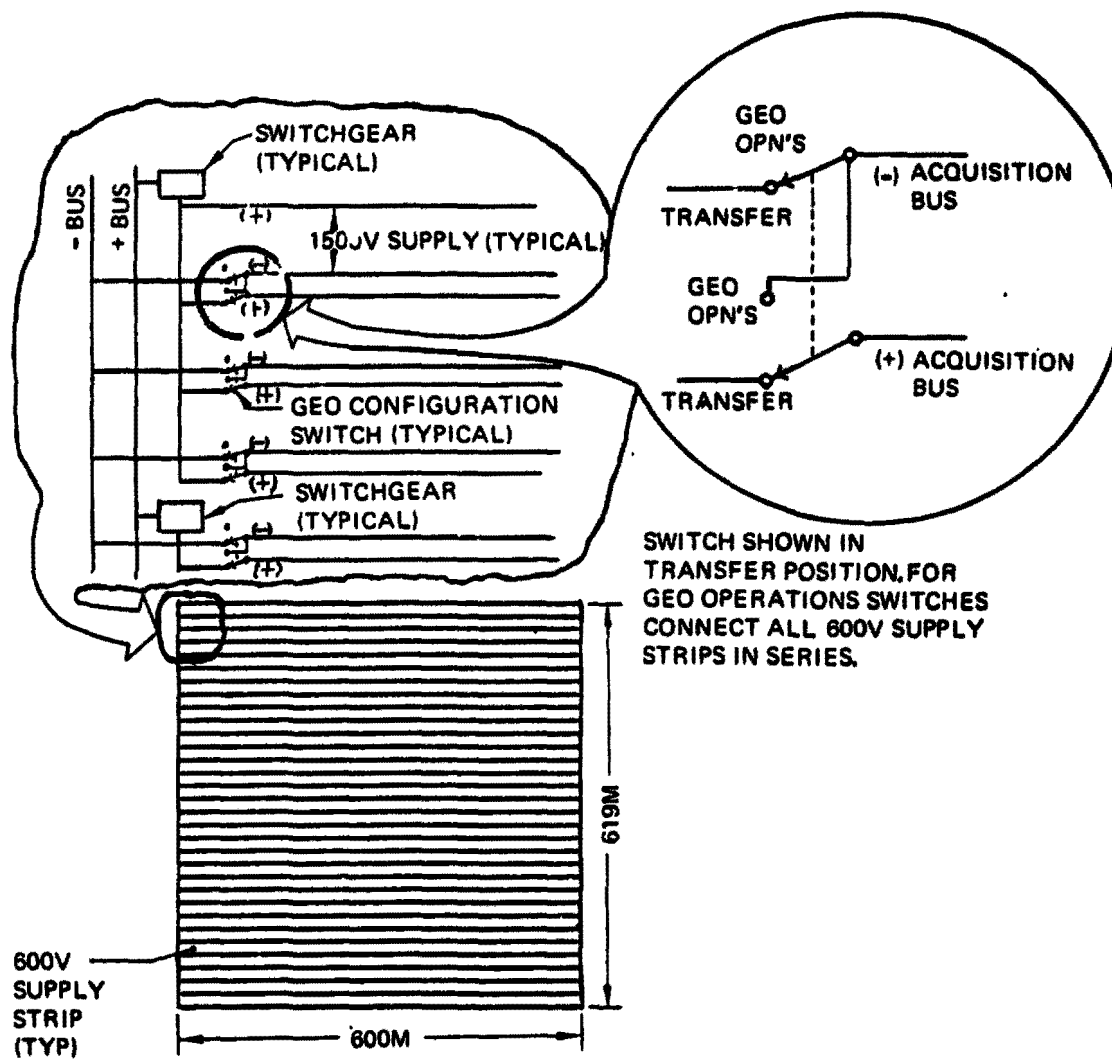 SWITCHGEAR
(TYPICAL)
- BUS
+ BUS
(+)
1500V SUPPLY (TYPICAL)
(-)
(+)
(-)
(+)
GEO CONFIGURATION
SWITCH (TYPICAL)
(-)
(+)
SWITCHGEAR
(TYPICAL)
(-)
(+)
GEO
OPN'S
(-) ACQUISITION
BUS
TRANSFER
GEO
OPN'S
(+) ACQUISITION
BUS
TRANSFER
SWITCH SHOWN IN
TRANSFER POSITION. FOR
GEO OPERATIONS SWITCHES
CONNECT ALL 600V SUPPLY
STRIPS IN SERIES.
619M
600V
SUPPLY
STRIP
(TYP)
600M